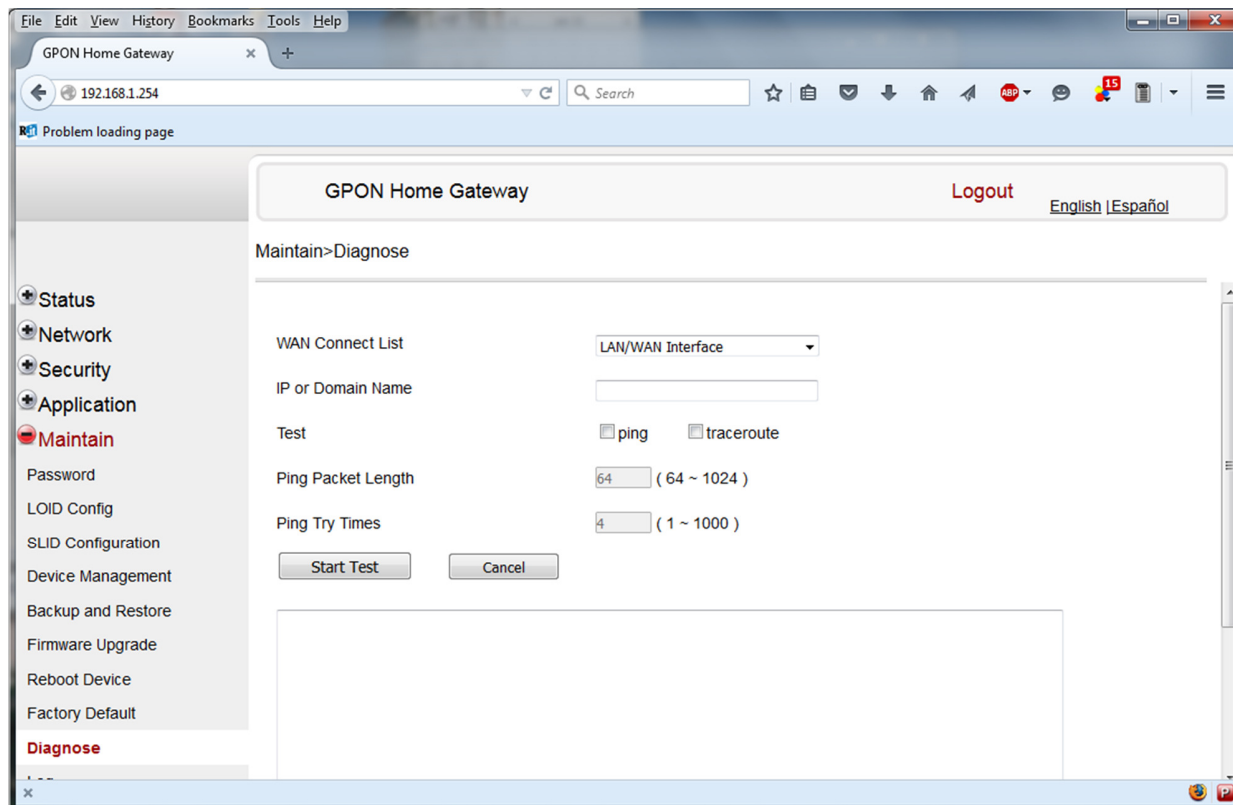 File Edit View History Bookmarks Tools Help
GPON Home Gateway
192.168.1.254
Search
ABP
15
Problem loading page
GPON Home Gateway
Logout
English | Español
Maintain>Diagnose
Status
Network
Security
Application
Maintain
Password
LOID Config
SLID Configuration
Device Management
Backup and Restore
Firmware Upgrade
Reboot Device
Factory Default
Diagnose
WAN Connect List
LAN/WAN Interface
IP or Domain Name
Test
ping traceroute
Ping Packet Length
64 ( 64 ~ 1024 )
Ping Try Times
4 ( 1 ~ 1000 )
Start Test Cancel